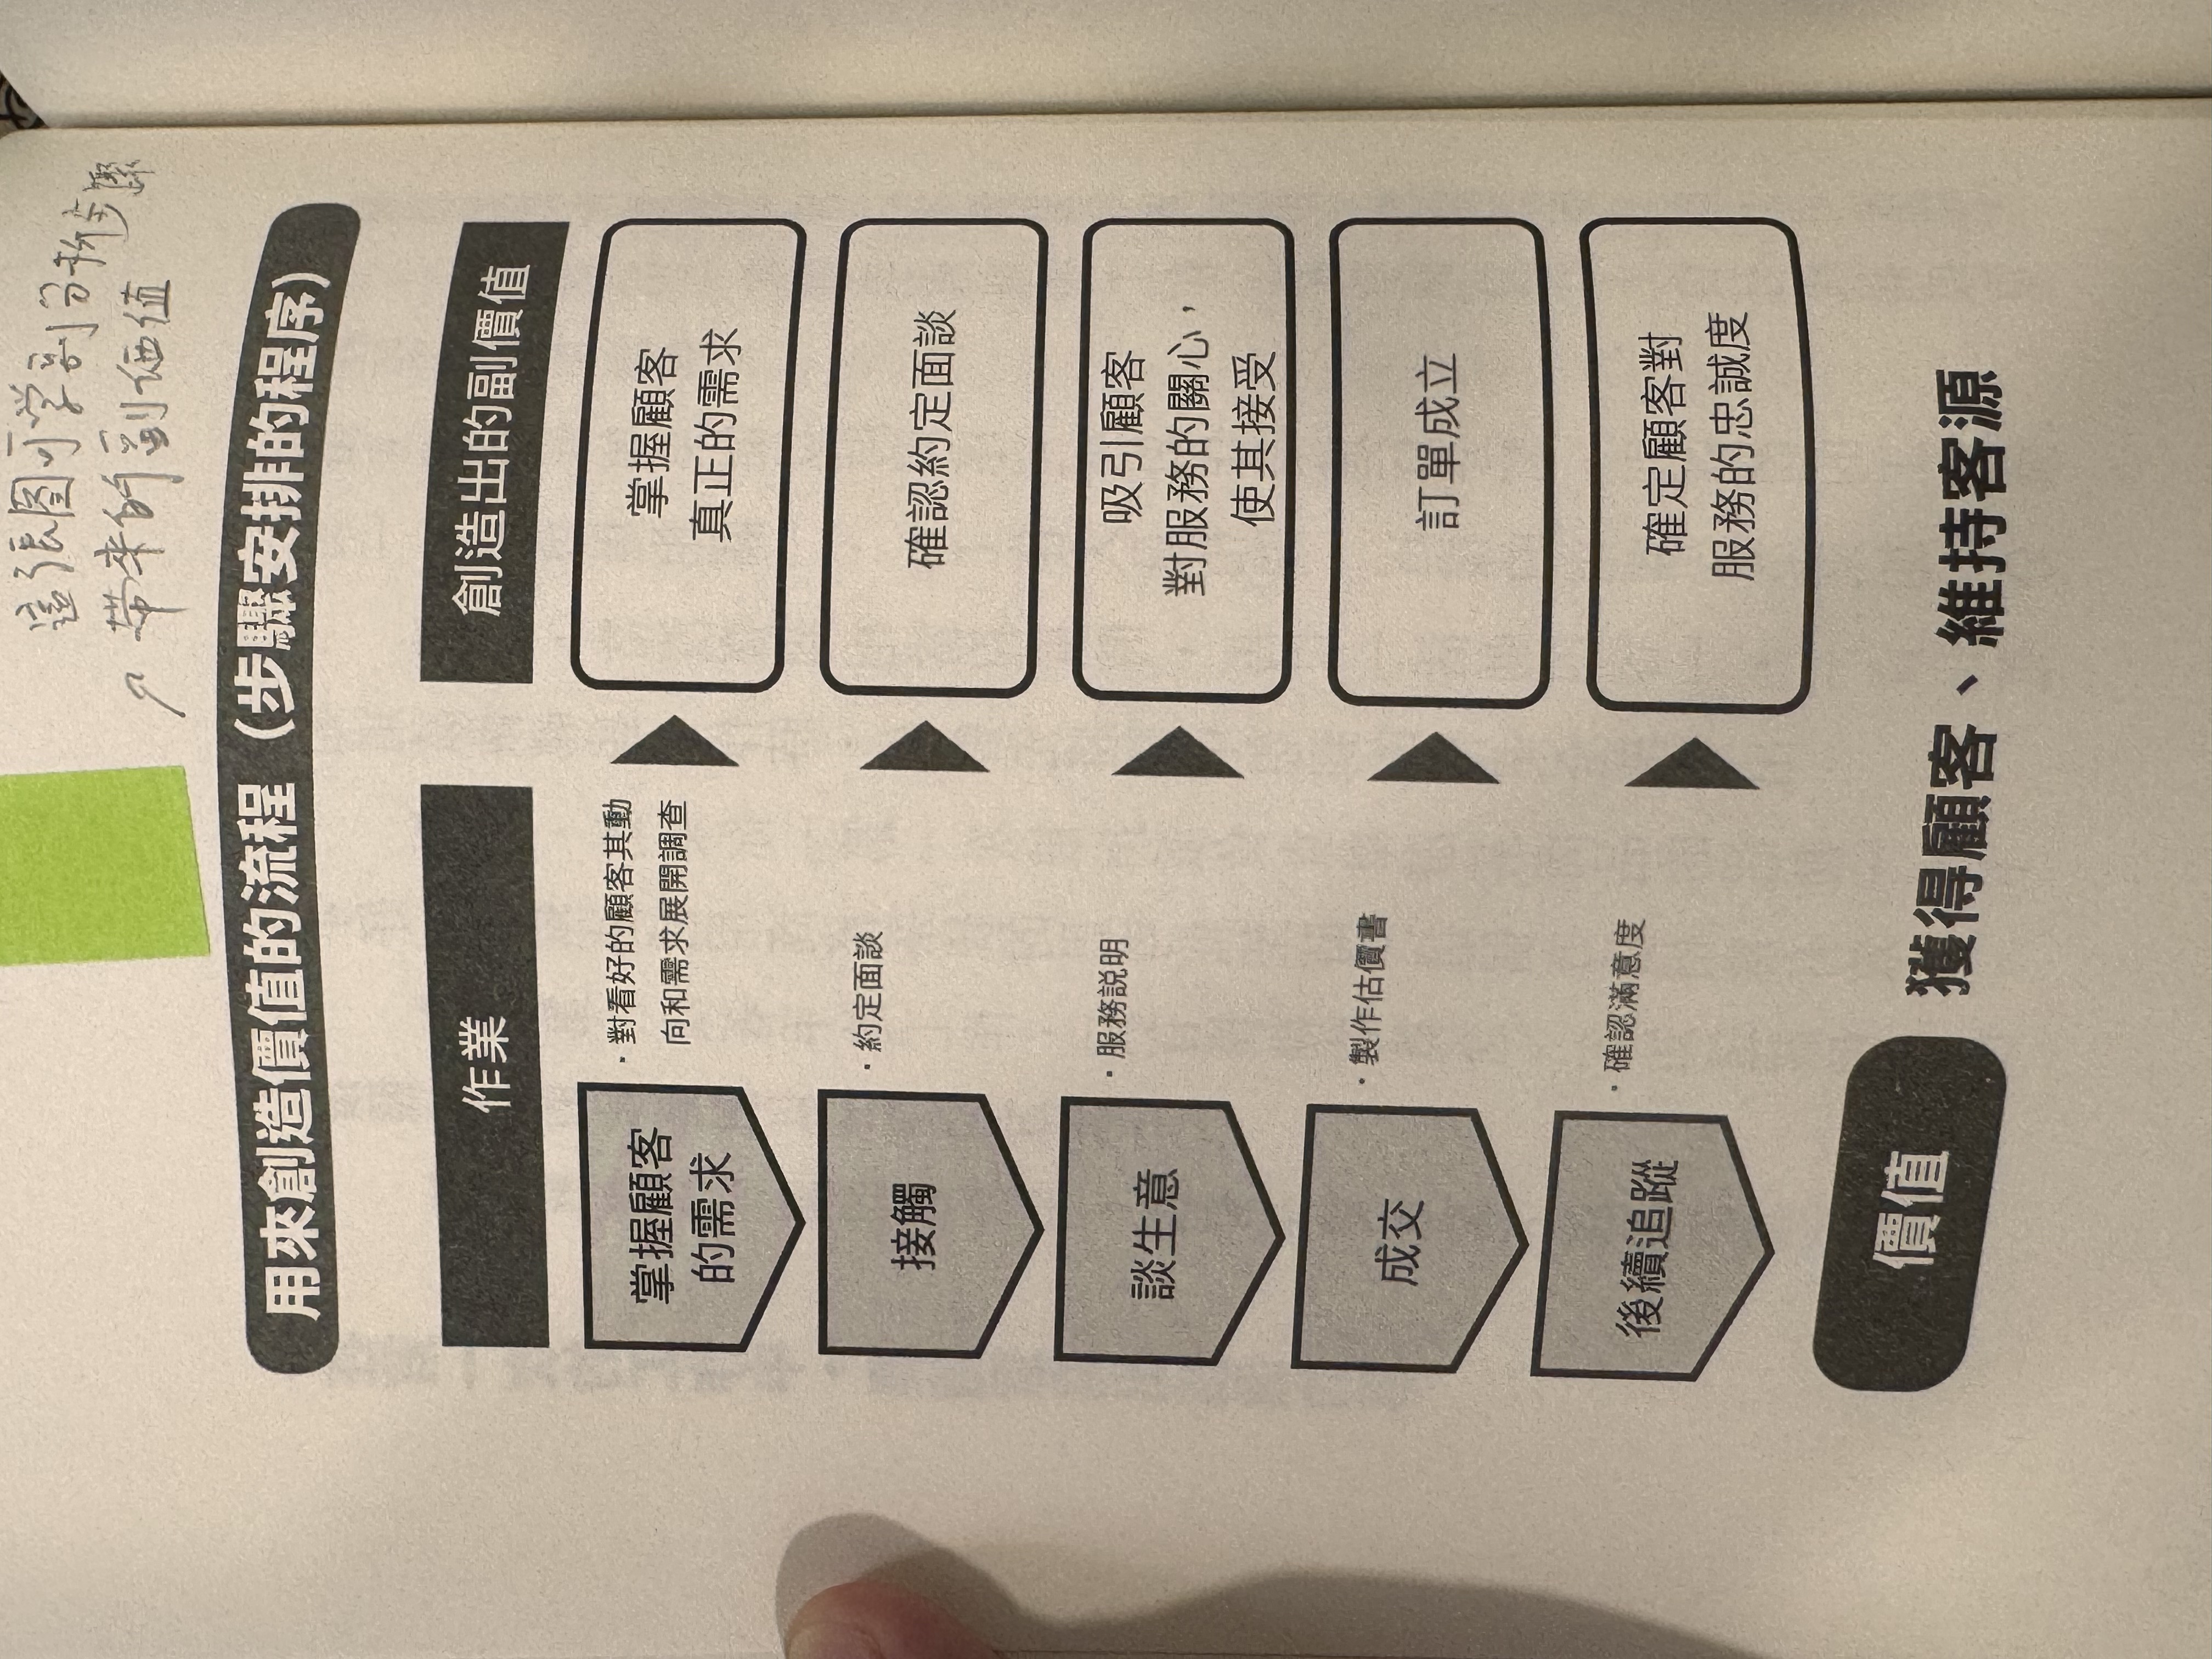 這張图可学到分析步驟
帶來的副価值
用來創造價值的流程（步驟安排的程序）
作業
創造出的副價值
掌握顧客
的需求
・對看好的顧客其動
向和需求展開調查
掌握顧客
真正的需求
接觸
・約定面談
確認約定面談
談生意
・服務説明
吸引顧客
對服務的關心，
使其接受
成交
・製作估價書
訂單成立
後續追蹤
・確認滿意度
確定顧客對
服務的忠誠度
價值
獲得顧客、維持客源